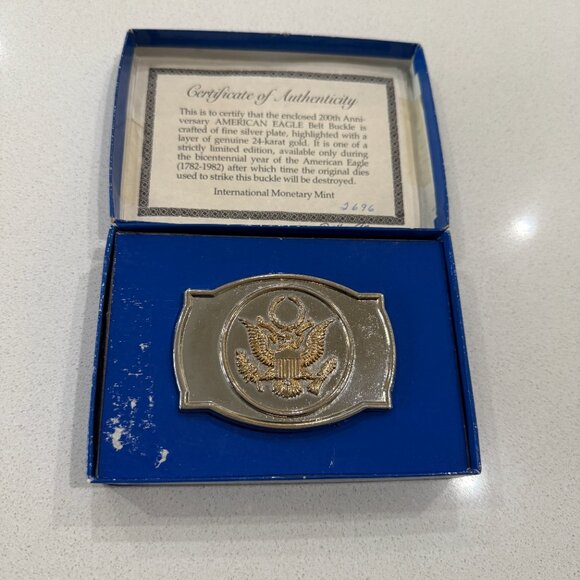 Certificate of Authenticity
This is to certify that the enclosed 200th Anni-
versary AMERICAN EAGLE Belt Buckle is
crafted of fine silver plate, highlighted with a
layer of genuine 24-karat gold. It is one of a
strictly limited edition, available only during
the bicentennial year of the American Eagle
(1782-1982) after which time the original dies
used to strike this buckle will be destroyed.
International Monetary Mint
2696